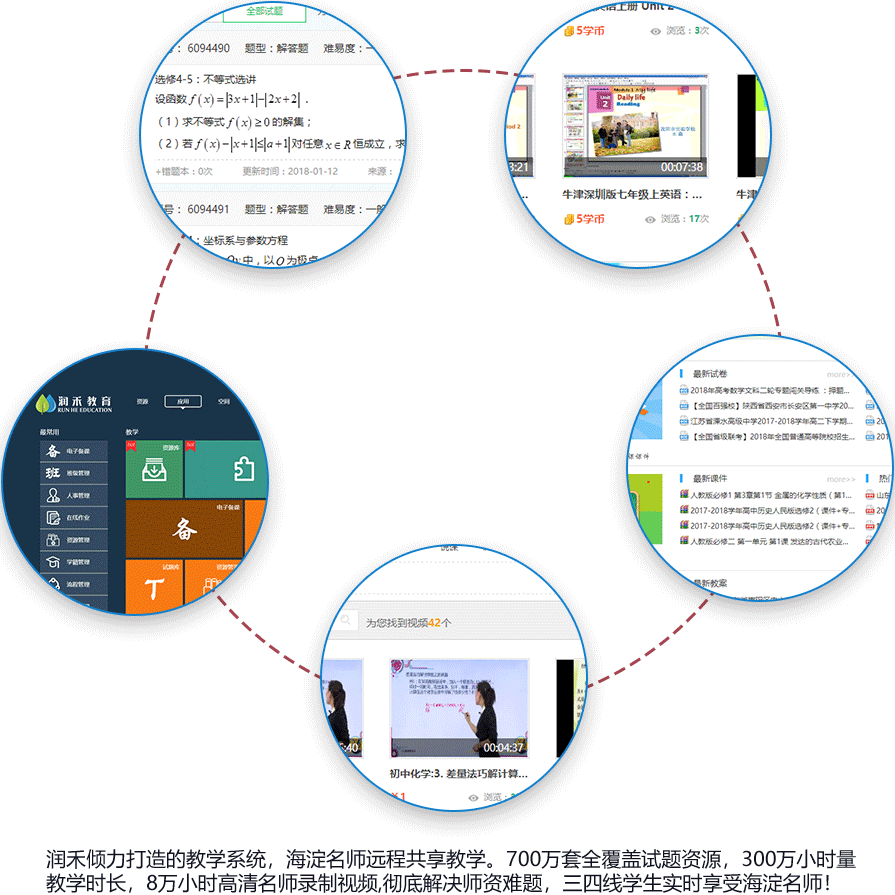 全部试题
号： 6094490 题型：解答题 难易度：一
选修4-5：不等式选讲
设函数 f(x)=|3x+1|-|2x+2|．
（1）求不等式 f(x)≥0 的解集；
（2）若 f(x)-|x+1|≤|a+1| 对任意 x∈R 恒成立，求
+错题本：0次 更新时间：2018-01-12 来源：
号： 6094491 题型：解答题 难易度：一般
：坐标系与参数方程
Oy 中，以 O 为极点
英语上册 Unit 2
5学币 浏览：3次
Unit 2
Daily life
Reading
3:21
00:07:38
牛津深圳版七年级上英语：...
牛津
5学币 浏览：17次
润禾教育
RUN HE EDUCATION
资源 应用 空间
最常用 教学
备 电子备课
班 班级管理
人事管理
在线作业
资源管理
学籍管理
流程管理
hot 资源库
hot
电子备课
备
试题库
资源管理
最新试卷 more>>
2018年高考数学文科二轮专题闯关导练 ：押题...
【全国百强校】陕西省西安市长安区第一中学20...
江苏省溧水高级中学2017-2018学年高二下学期...
【全国省级联考】2018年全国普通高等院校招生...
最新课件 more>> 热门
人教版必修1 第3章第1节 金属的化学性质（第1...
2017-2018学年高中历史人民版选修2（课件+专...
2017-2018学年高中历史人民版选修2（课件+专...
人教版必修二 第一单元 第1课 发达的古代农业...
最新教案
为您找到视频42个
5:40
00:04:37
初中化学:3. 差量法巧解计算...
浏览：
润禾倾力打造的教学系统，海淀名师远程共享教学。700万套全覆盖试题资源，300万小时量
教学时长，8万小时高清名师录制视频,彻底解决师资难题，三四线学生实时享受海淀名师!